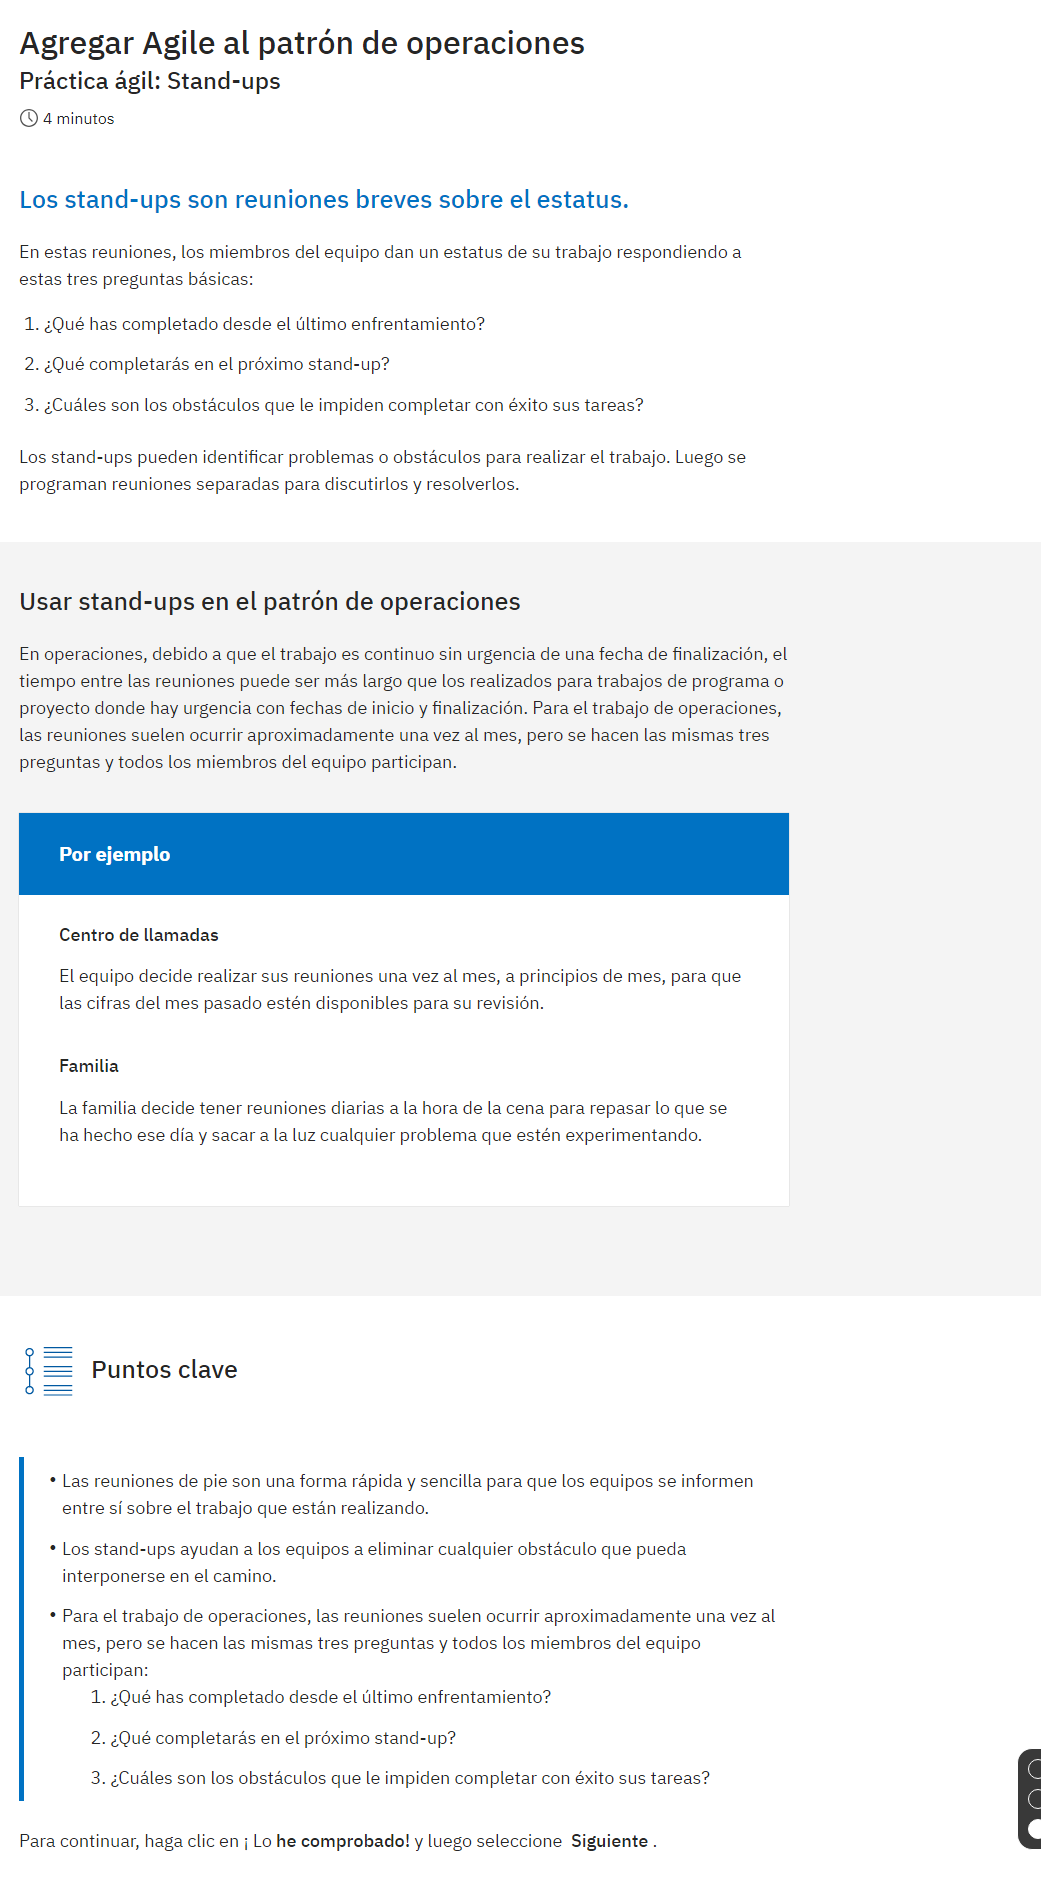 Agregar Agile al patrón de operaciones
Práctica ágil: Stand-ups
4 minutos
Los stand-ups son reuniones breves sobre el estatus.
En estas reuniones, los miembros del equipo dan un estatus de su trabajo respondiendo a
estas tres preguntas básicas:
1. ¿Qué has completado desde el último enfrentamiento?
2. ¿Qué completarás en el próximo stand-up?
3. ¿Cuáles son los obstáculos que le impiden completar con éxito sus tareas?
Los stand-ups pueden identificar problemas o obstáculos para realizar el trabajo. Luego se
programan reuniones separadas para discutirlos y resolverlos.
Usar stand-ups en el patrón de operaciones
En operaciones, debido a que el trabajo es continuo sin urgencia de una fecha de finalización, el
tiempo entre las reuniones puede ser más largo que los realizados para trabajos de programa o
proyecto donde hay urgencia con fechas de inicio y finalización. Para el trabajo de operaciones,
las reuniones suelen ocurrir aproximadamente una vez al mes, pero se hacen las mismas tres
preguntas y todos los miembros del equipo participan.
Por ejemplo
Centro de llamadas
El equipo decide realizar sus reuniones una vez al mes, a principios de mes, para que
las cifras del mes pasado estén disponibles para su revisión.
Familia
La familia decide tener reuniones diarias a la hora de la cena para repasar lo que se
ha hecho ese día y sacar a la luz cualquier problema que estén experimentando.
Puntos clave
• Las reuniones de pie son una forma rápida y sencilla para que los equipos se informen
entre sí sobre el trabajo que están realizando.
• Los stand-ups ayudan a los equipos a eliminar cualquier obstáculo que pueda
interponerse en el camino.
• Para el trabajo de operaciones, las reuniones suelen ocurrir aproximadamente una vez al
mes, pero se hacen las mismas tres preguntas y todos los miembros del equipo
participan:
1. ¿Qué has completado desde el último enfrentamiento?
2. ¿Qué completarás en el próximo stand-up?
3. ¿Cuáles son los obstáculos que le impiden completar con éxito sus tareas?
Para continuar, haga clic en ¡ Lo he comprobado! y luego seleccione Siguiente .